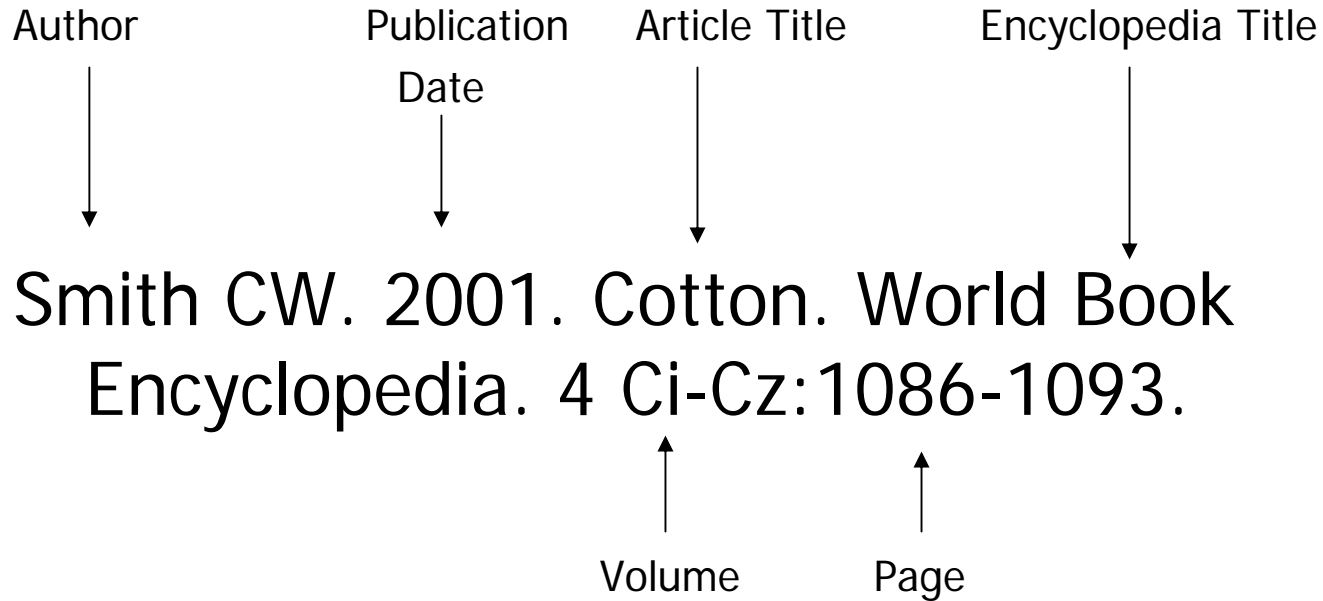 Author Publication Article Title Encyclopedia Title
Date
Smith CW. 2001. Cotton. World Book
Encyclopedia. 4 Ci-Cz:1086-1093.
Volume Page